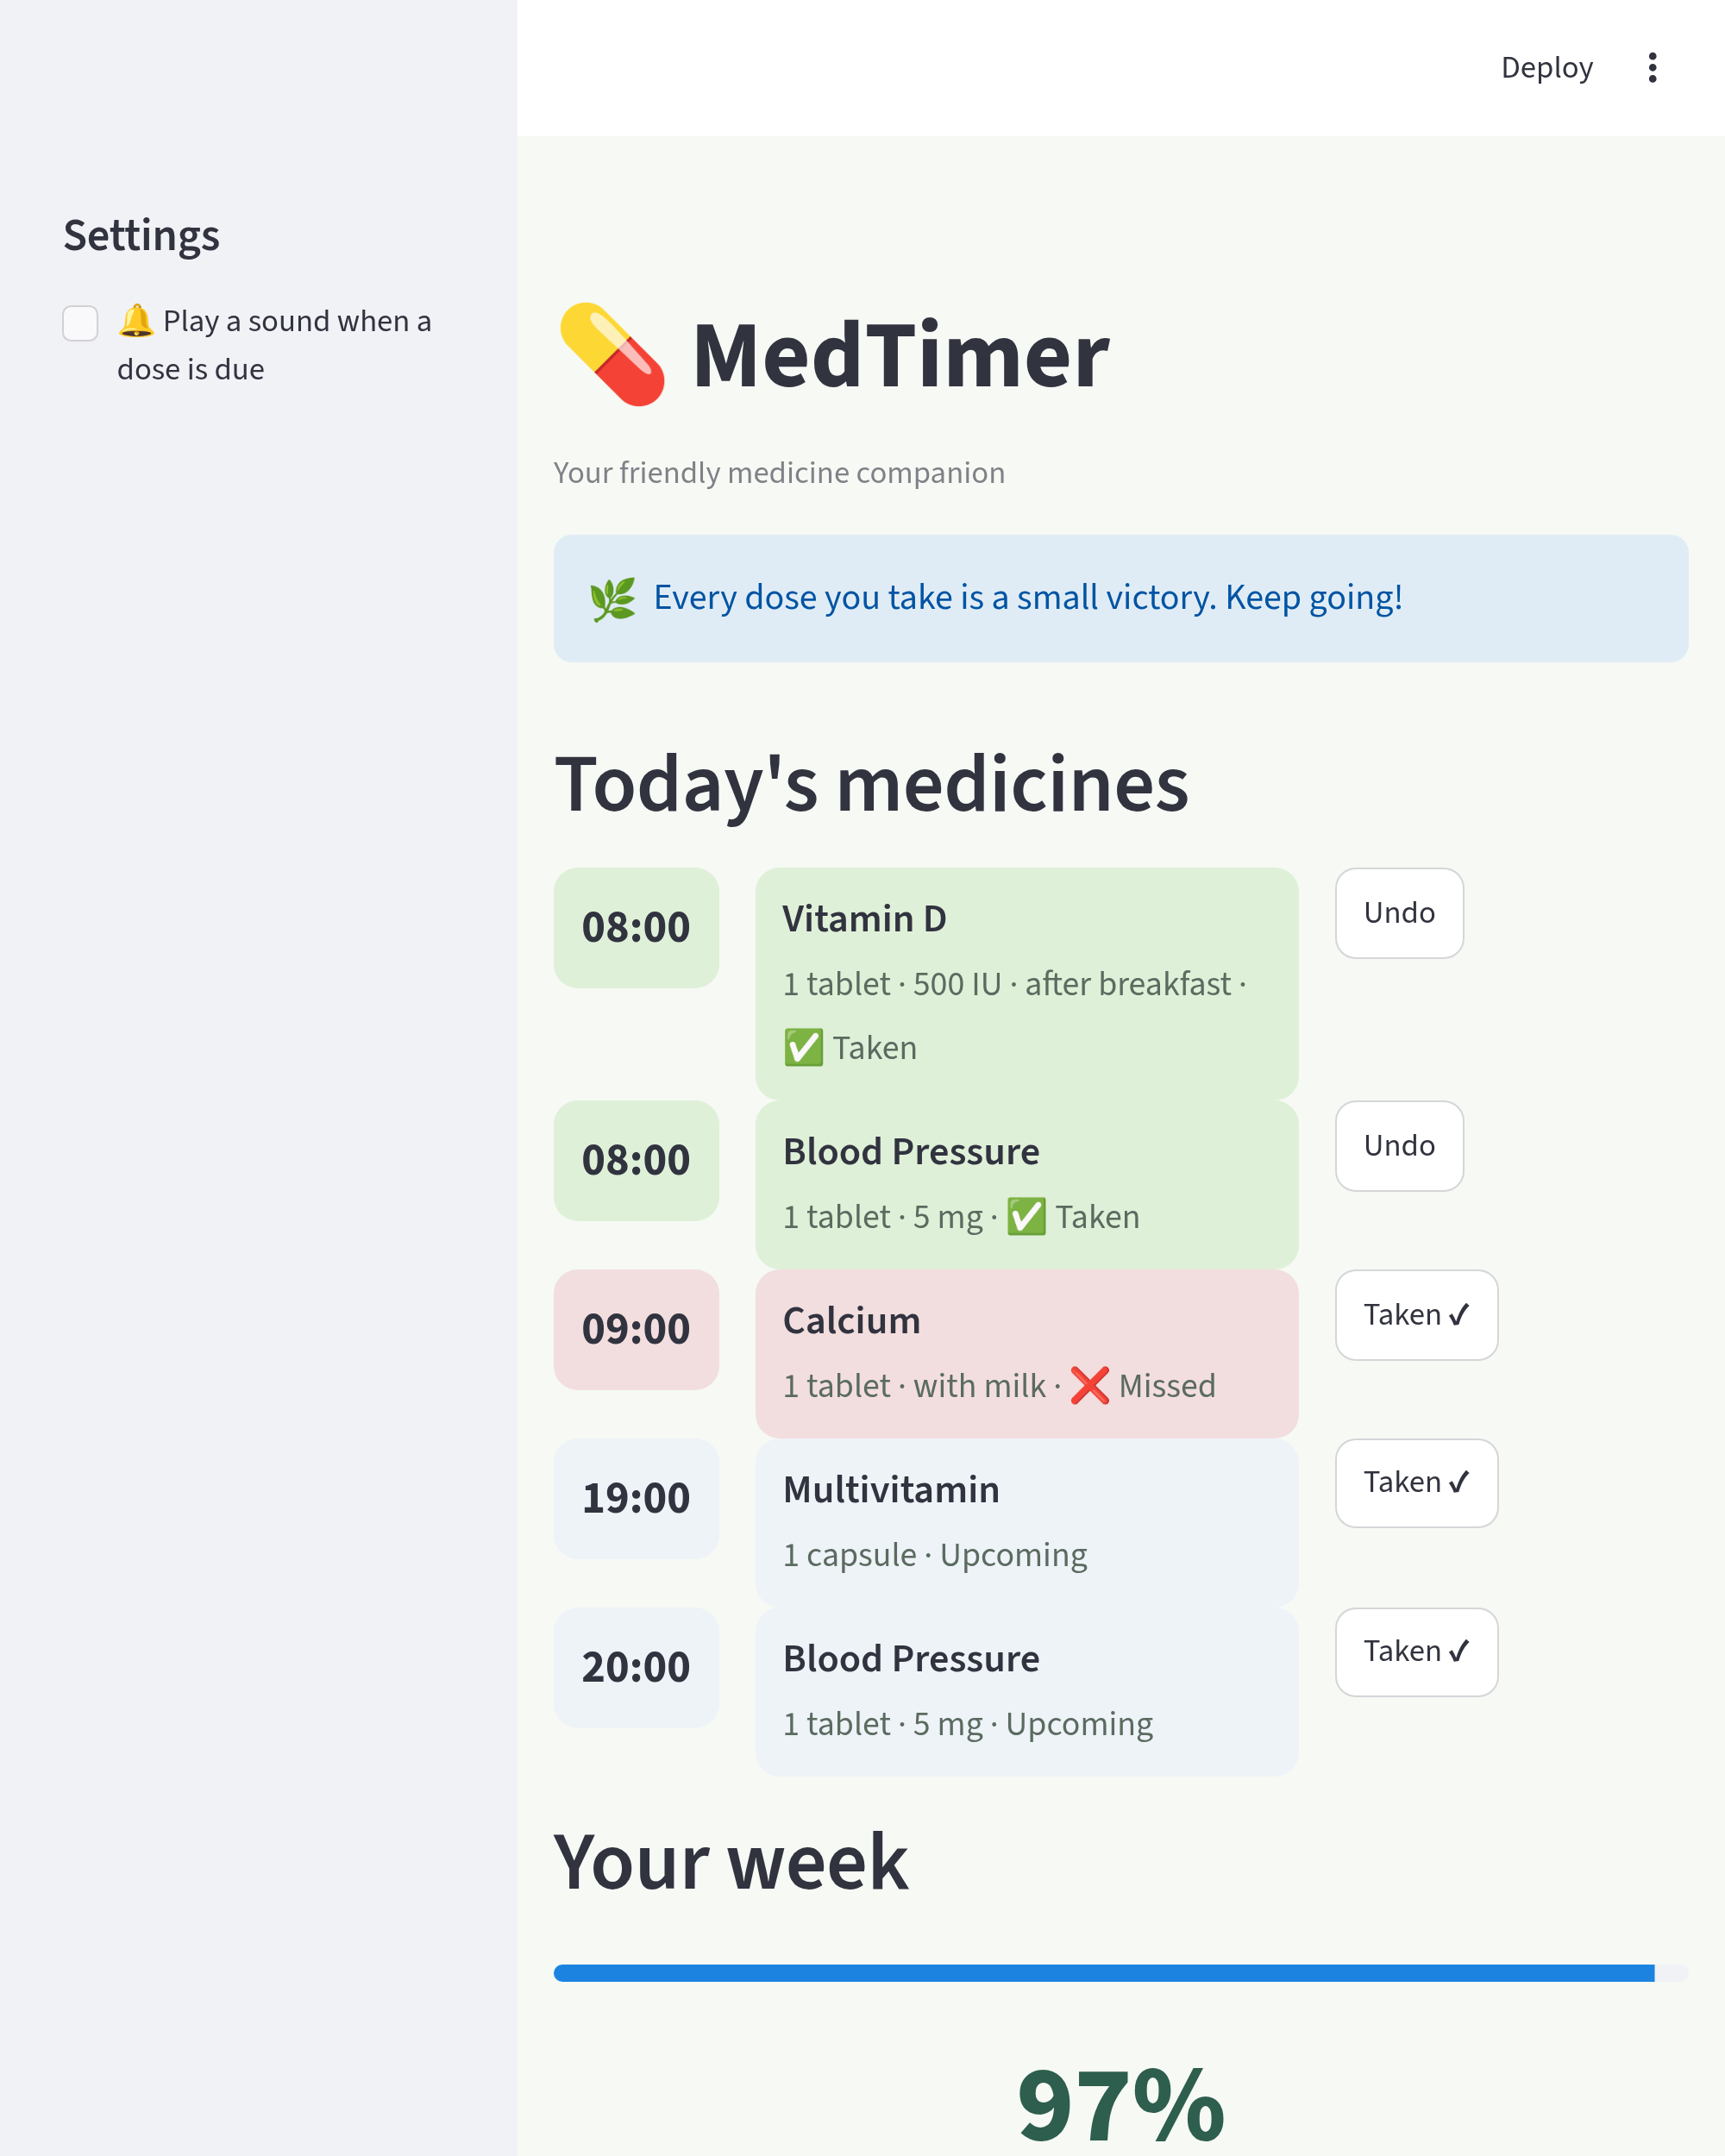 Deploy
Settings
🔔 Play a sound when a
dose is due
💊 MedTimer
Your friendly medicine companion
🌿 Every dose you take is a small victory. Keep going!
Today's medicines
08:00
Vitamin D
1 tablet · 500 IU · after breakfast ·
✅ Taken
Undo
08:00
Blood Pressure
1 tablet · 5 mg · ✅ Taken
Undo
09:00
Calcium
1 tablet · with milk · ❌ Missed
Taken ✓
19:00
Multivitamin
1 capsule · Upcoming
Taken ✓
20:00
Blood Pressure
1 tablet · 5 mg · Upcoming
Taken ✓
Your week
97%